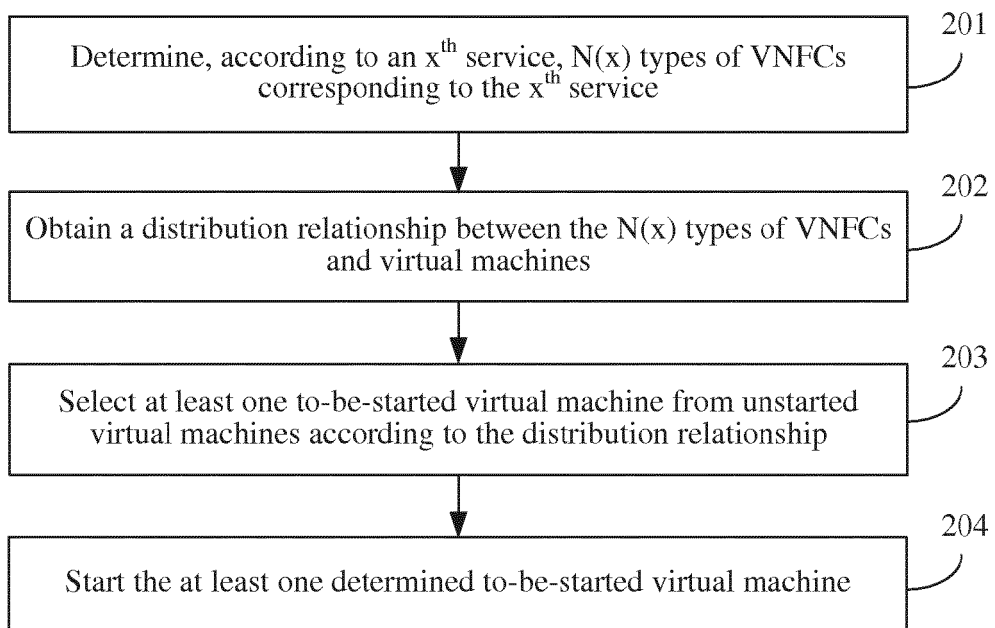 201
Determine, according to an xth service, N(x) types of VNFCs
corresponding to the xth service
202
Obtain a distribution relationship between the N(x) types of VNFCs
and virtual machines
203
Select at least one to-be-started virtual machine from unstarted
virtual machines according to the distribution relationship
204
Start the at least one determined to-be-started virtual machine